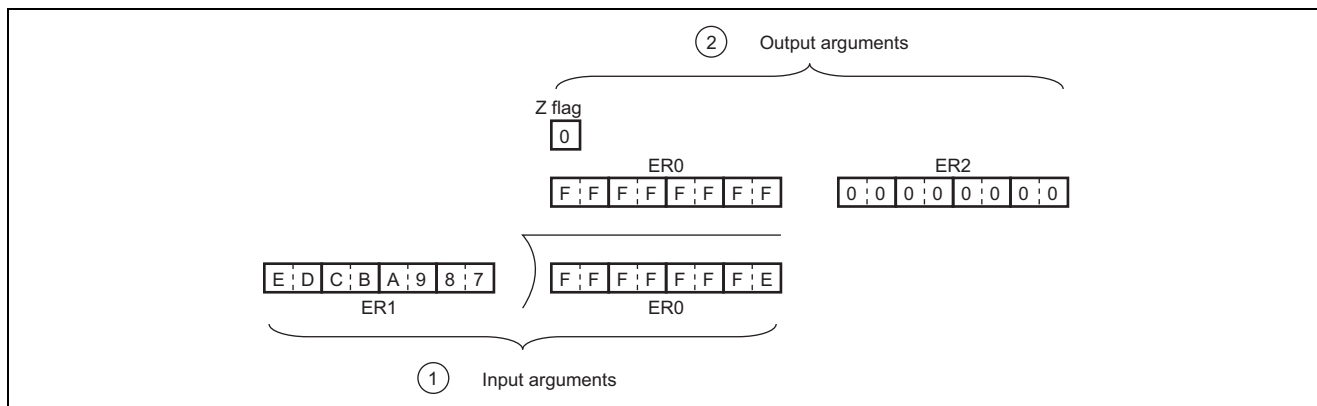 2 Output arguments
Z flag
0
ER0 ER2
F F F F F F F F 0 0 0 0 0 0 0 0
E D C B A 9 8 7 F F F F F F F E
ER1 ER0
1 Input arguments